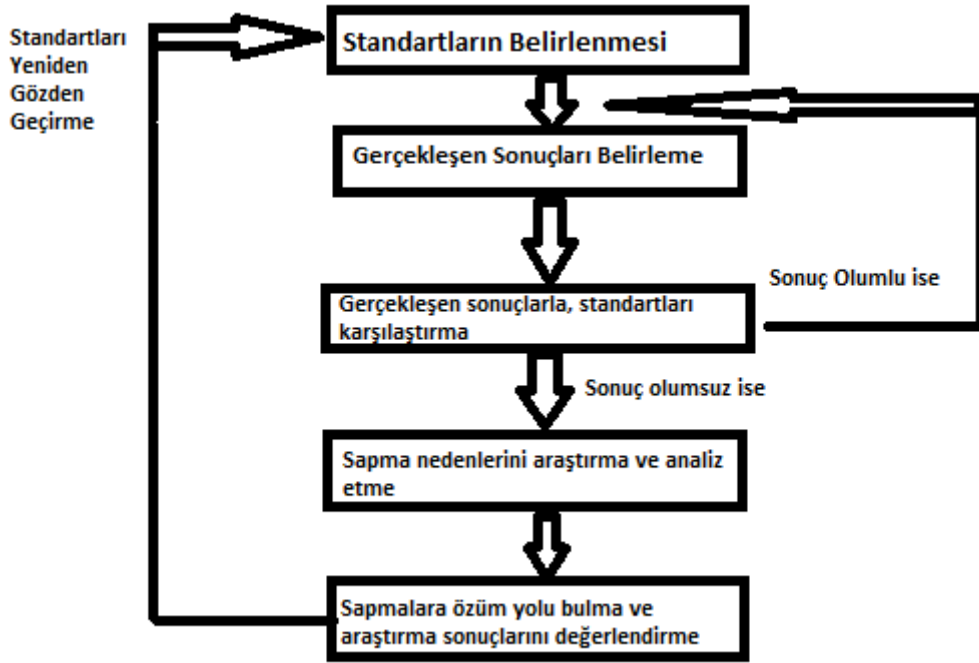 Standartları
Yeniden
Gözden
Geçirme
Standartların Belirlenmesi
Gerçekleşen Sonuçları Belirleme
Sonuç Olumlu ise
Gerçekleşen sonuçlarla, standartları
karşılaştırma
Sonuç olumsuz ise
Sapma nedenlerini araştırma ve analiz
etme
Sapmalara özüm yolu bulma ve
araştırma sonuçlarını değerlendirme